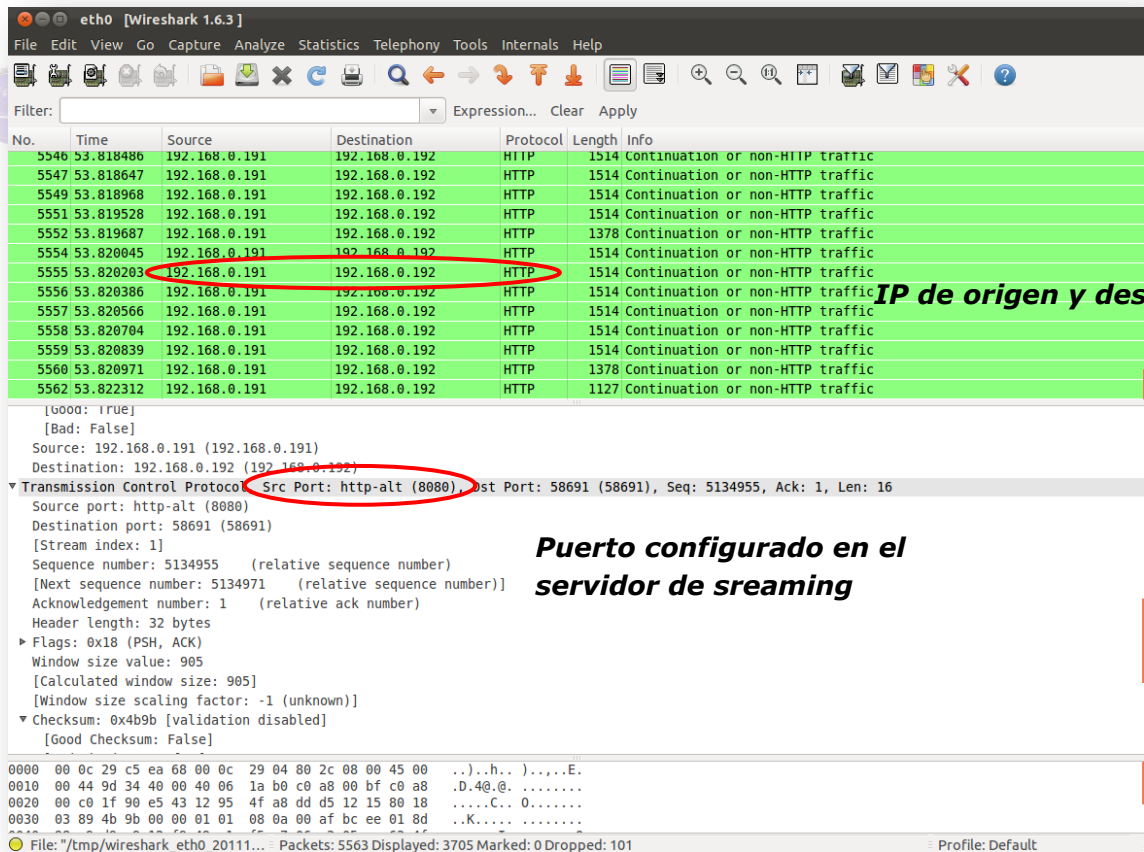 eth0 [Wireshark 1.6.3 ]
File Edit View Go Capture Analyze Statistics Telephony Tools Internals Help
Filter: Expression... Clear Apply
No. Time Source Destination Protocol Length Info
5546 53.818486 192.168.0.191 192.168.0.192 HTTP 1514 Continuation or non-HTTP traffic
5547 53.818647 192.168.0.191 192.168.0.192 HTTP 1514 Continuation or non-HTTP traffic
5549 53.818968 192.168.0.191 192.168.0.192 HTTP 1514 Continuation or non-HTTP traffic
5551 53.819528 192.168.0.191 192.168.0.192 HTTP 1514 Continuation or non-HTTP traffic
5552 53.819687 192.168.0.191 192.168.0.192 HTTP 1378 Continuation or non-HTTP traffic
5554 53.820045 192.168.0.191 192.168.0.192 HTTP 1514 Continuation or non-HTTP traffic
5555 53.820203 192.168.0.191 192.168.0.192 HTTP 1514 Continuation or non-HTTP traffic
5556 53.820386 192.168.0.191 192.168.0.192 HTTP 1514 Continuation or non-HTTP traffic
IP de origen y des
5557 53.820566 192.168.0.191 192.168.0.192 HTTP 1514 Continuation or non-HTTP traffic
5558 53.820704 192.168.0.191 192.168.0.192 HTTP 1514 Continuation or non-HTTP traffic
5559 53.820839 192.168.0.191 192.168.0.192 HTTP 1514 Continuation or non-HTTP traffic
5560 53.820971 192.168.0.191 192.168.0.192 HTTP 1378 Continuation or non-HTTP traffic
5562 53.822312 192.168.0.191 192.168.0.192 HTTP 1127 Continuation or non-HTTP traffic
[Good: True]
[Bad: False]
Source: 192.168.0.191 (192.168.0.191)
Destination: 192.168.0.192 (192.168.0.192)
Transmission Control Protocol, Src Port: http-alt (8080), Dst Port: 58691 (58691), Seq: 5134955, Ack: 1, Len: 16
Source port: http-alt (8080)
Destination port: 58691 (58691)
[Stream index: 1]
Sequence number: 5134955 (relative sequence number)
[Next sequence number: 5134971 (relative sequence number)]
Acknowledgement number: 1 (relative ack number)
Header length: 32 bytes
Flags: 0x18 (PSH, ACK)
Window size value: 905
[Calculated window size: 905]
[Window size scaling factor: -1 (unknown)]
Checksum: 0x4b9b [validation disabled]
[Good Checksum: False]
Puerto configurado en el
servidor de sreaming
0000 00 0c 29 c5 ea 68 00 0c 29 04 80 2c 08 00 45 00 ..)..h.. )..,..E.
0010 00 44 9d 34 40 00 40 06 1a b0 c0 a8 00 bf c0 a8 .D.4@.@. ........
0020 00 c0 1f 90 e5 43 12 95 4f a8 dd d5 12 15 80 18 .....C.. O.......
0030 03 89 4b 9b 00 00 01 01 08 0a 00 af bc ee 01 8d ..K..... ........
File: "/tmp/wireshark_eth0_20111... Packets: 5563 Displayed: 3705 Marked: 0 Dropped: 101 Profile: Default